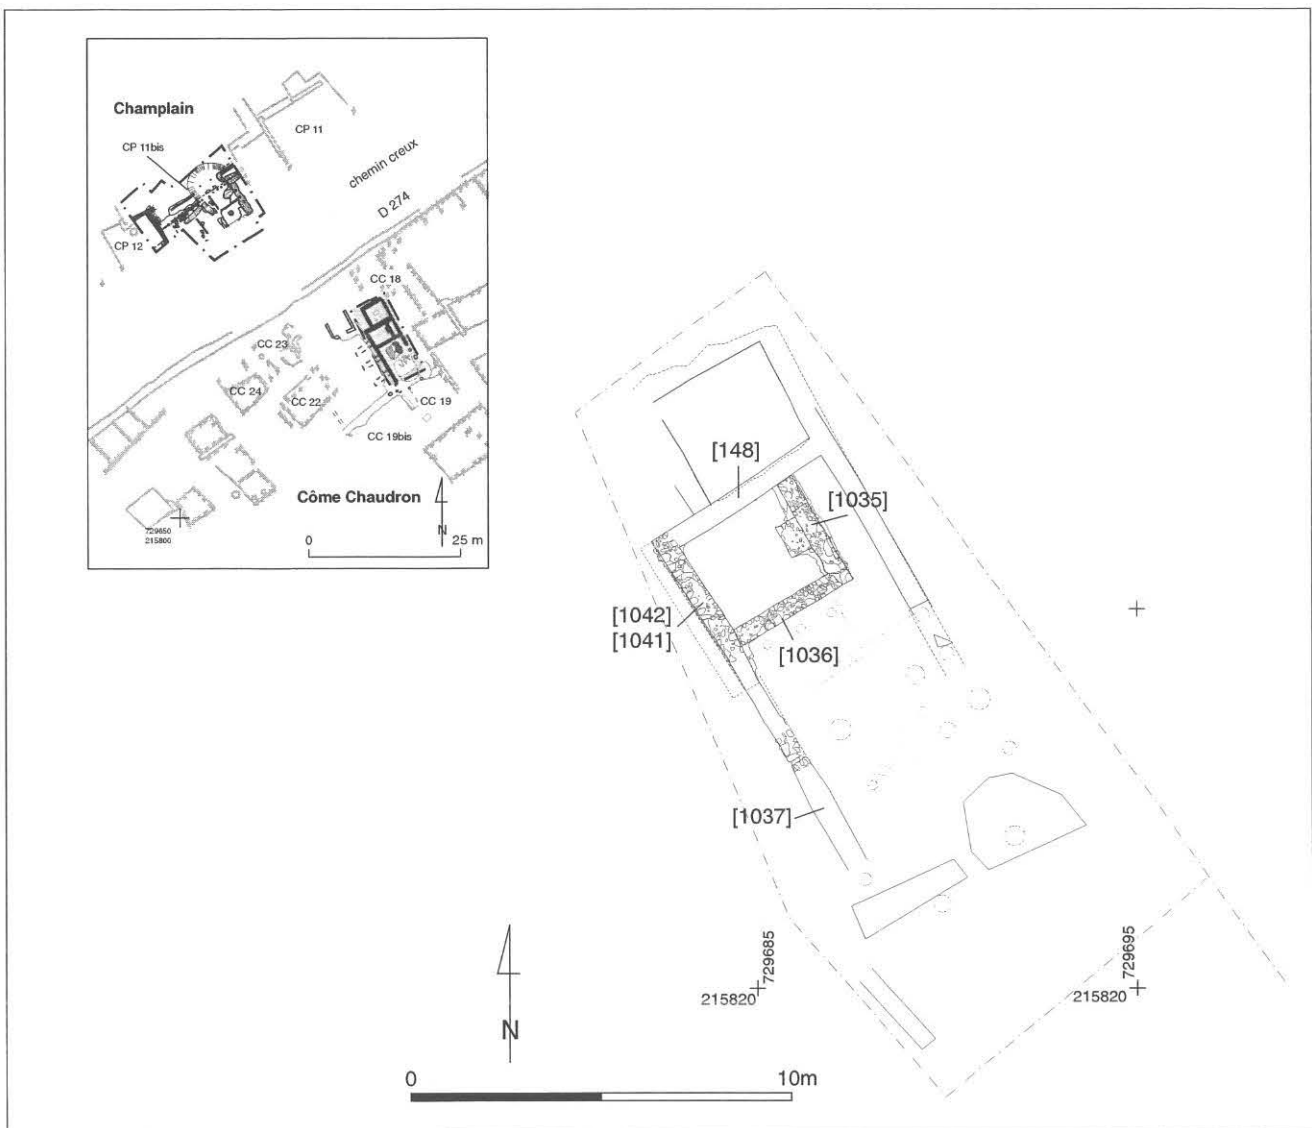 Champlain
CP 11
CP 11bis
chemin creux
D 274
CP 12
CC 18
CC 23
CC 24
CC 22
CC 19
CC 19bis
Côme Chaudron
N
729650
215800
0 25 m
[148]
[1035]
[1042]
[1041]
[1036]
[1037]
729685
215820
729695
215820
N
0 10m